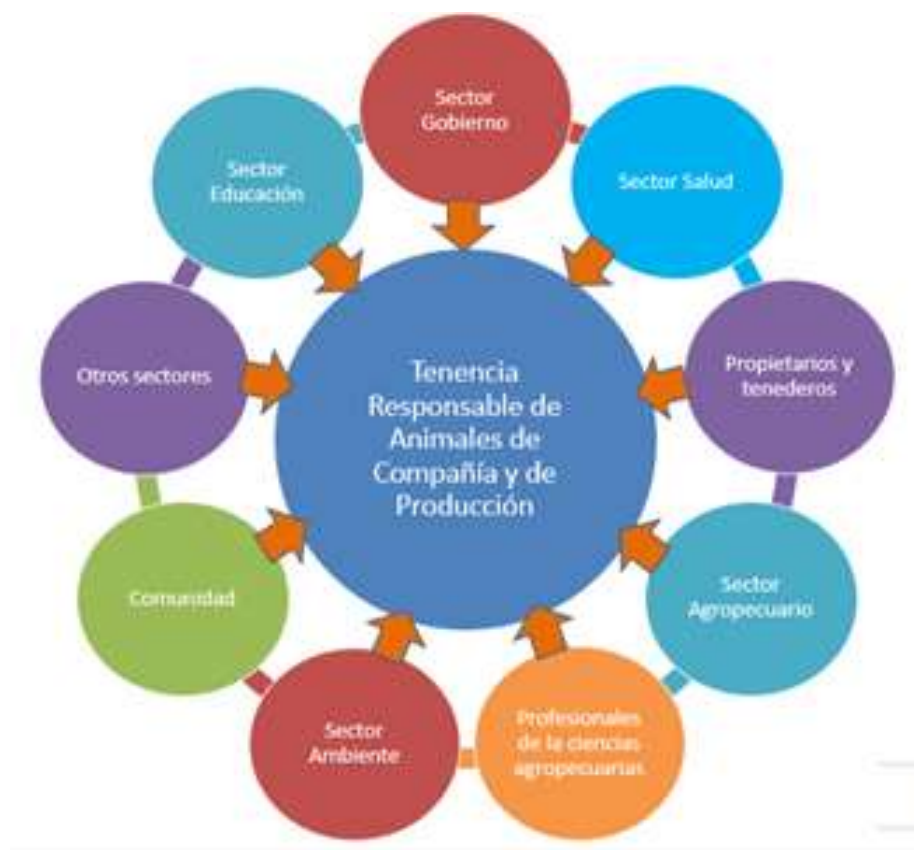 Sector
Gobierno
Sector Salud
Propietarios y
tenederos
Sector
Agropecuario
Profesionales
de la ciencias
agropecuarias
Sector
Ambiente
Comunidad
Otros sectores
Sector
Educación
Tenencia
Responsable de
Animales de
Compañía y de
Producción